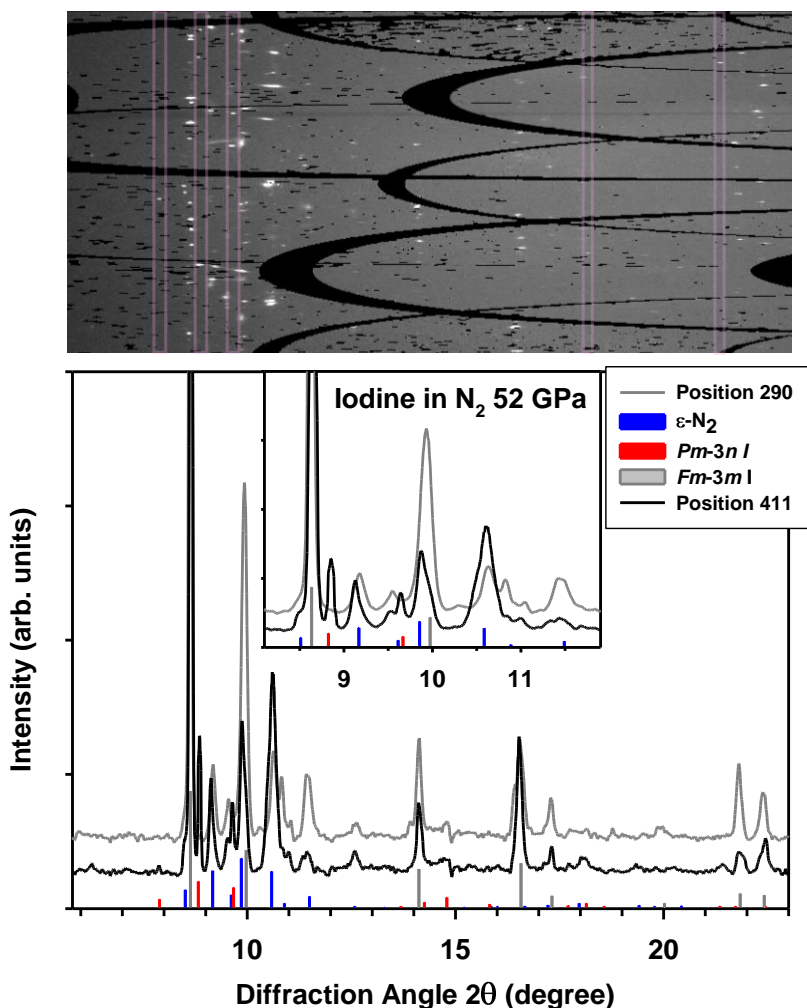 Iodine in N2 52 GPa
Position 290
ε-N2
Pm-3n I
Fm-3m I
Position 411
9
10
11
Intensity (arb. units)
10
15
20
Diffraction Angle 2θ (degree)